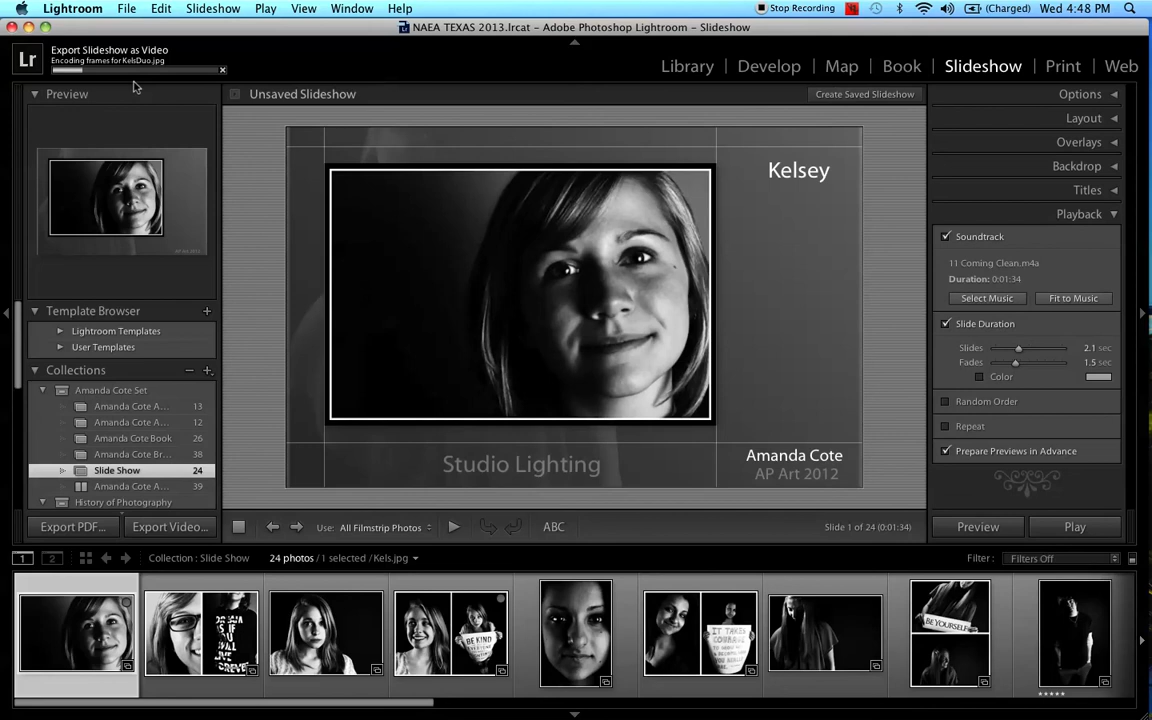 Lightroom File Edit Slideshow Play View Window Help
Stop Recording (Charged) Wed 4:48 PM
NAEA TEXAS 2013.lrcat - Adobe Photoshop Lightroom - Slideshow
Lr
Export Slideshow as Video
Encoding frames for KelsDuo.jpg
Library Develop Map Book Slideshow Print Web
Preview
Template Browser
Lightroom Templates
User Templates
Collections
Amanda Cote Set
Amanda Cote A... 13
Amanda Cote A... 12
Amanda Cote Book 26
Amanda Cote Br... 38
Slide Show 24
Amanda Cote A... 39
History of Photography
Export PDF... Export Video...
Unsaved Slideshow Create Saved Slideshow
Kelsey
Studio Lighting
Amanda Cote
AP Art 2012
Use: All Filmstrip Photos ABC Slide 1 of 24 (0:01:34)
Options
Layout
Overlays
Backdrop
Titles
Playback
Soundtrack
11 Coming Clean.m4a
Duration: 0:01:34
Select Music Fit to Music
Slide Duration
Slides 2.1 sec
Fades 1.5 sec
Color
Random Order
Repeat
Prepare Previews in Advance
Preview Play
1 2 Collection : Slide Show 24 photos / 1 selected / Kels.jpg Filter : Filters Off
BE KIND
IT TAKES
COURAGE
BE YOURSELF